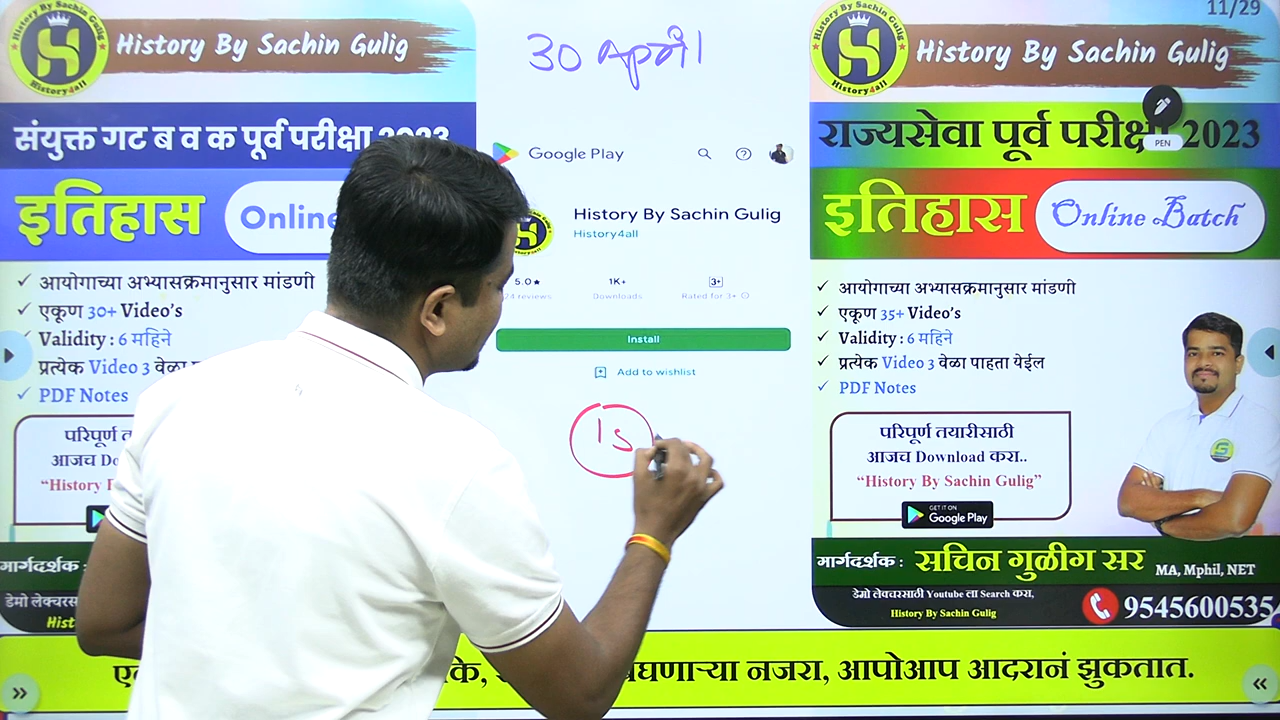 History By Sachin Gulig
History4all
संयुक्त गट ब व क पूर्व परीक्षा 2023
इतिहास
Online
✓ आयोगाच्या अभ्यासक्रमानुसार मांडणी
✓ एकूण 30+ Video's
✓ Validity : 6 महिने
✓ प्रत्येक Video 3 वेळा
✓ PDF Notes
परिपूर्ण
आजच
"History
मार्गदर्शक :
डेमो लेक्चरस
Hist
30 April
Google Play
History By Sachin Gulig
History4all
5.0★ 1K+ 3+
24 reviews Downloads Rated for 3+
Install
Add to wishlist
15
11/29
History By Sachin Gulig
History4all
राज्यसेवा पूर्व परीक्षा 2023
PEN
इतिहास Online Batch
✓ आयोगाच्या अभ्यासक्रमानुसार मांडणी
✓ एकूण 35+ Video's
✓ Validity : 6 महिने
✓ प्रत्येक Video 3 वेळा पाहता येईल
✓ PDF Notes
परिपूर्ण तयारीसाठी
आजच Download करा..
"History By Sachin Gulig"
GET IT ON
Google Play
मार्गदर्शक : सचिन गुळीग सर MA, Mphil, NET
डेमो लेक्चरसाठी Youtube ला Search करा,
History By Sachin Gulig
9545600535
बघणाऱ्या नजरा, आपोआप आदरानं झुकतात.